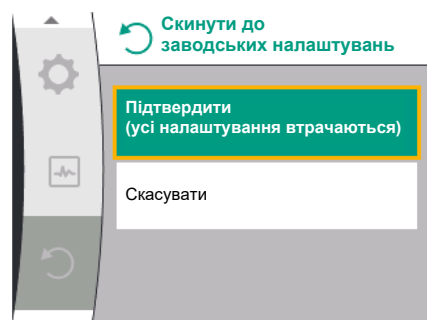 Скинути до
заводських налаштувань
Підтвердити
(усі налаштування втрачаються)
Скасувати